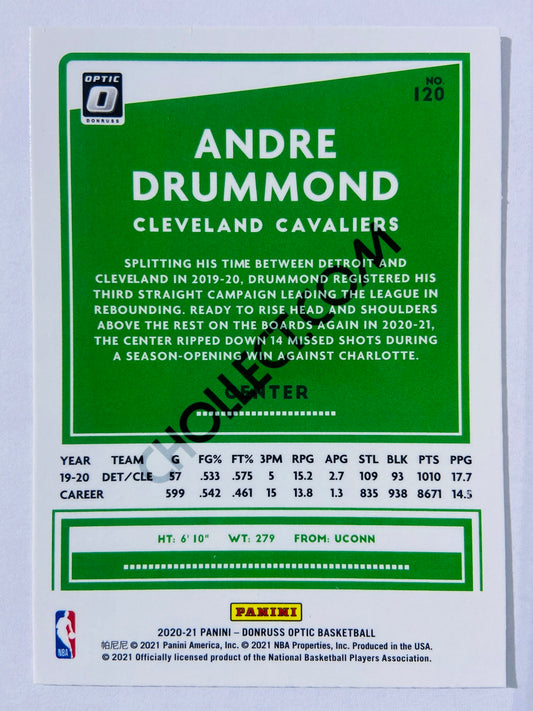 OPTIC
DONRUSS
NO.
120
ANDRE
DRUMMOND
CLEVELAND CAVALIERS
SPLITTING HIS TIME BETWEEN DETROIT AND
CLEVELAND IN 2019-20, DRUMMOND REGISTERED HIS
THIRD STRAIGHT CAMPAIGN LEADING THE LEAGUE IN
REBOUNDING. READY TO RISE HEAD AND SHOULDERS
ABOVE THE REST ON THE BOARDS AGAIN IN 2020-21,
THE CENTER RIPPED DOWN 14 MISSED SHOTS DURING
A SEASON-OPENING WIN AGAINST CHARLOTTE.
CENTER
CHOLLECT.COM
YEAR TEAM G FG% FT% 3PM RPG APG STL BLK PTS PPG
19-20 DET/CLE 57 .533 .575 5 15.2 2.7 109 93 1010 17.7
CAREER 599 .542 .461 15 13.8 1.3 835 938 8671 14.5
HT: 6' 10" WT: 279 FROM: UCONN
PANINI
NBA
2020-21 PANINI – DONRUSS OPTIC BASKETBALL
帕尼尼 © 2021 Panini America, Inc. © 2021 NBA Properties, Inc. Produced in the USA.
© 2021 Officially licensed product of the National Basketball Players Association.